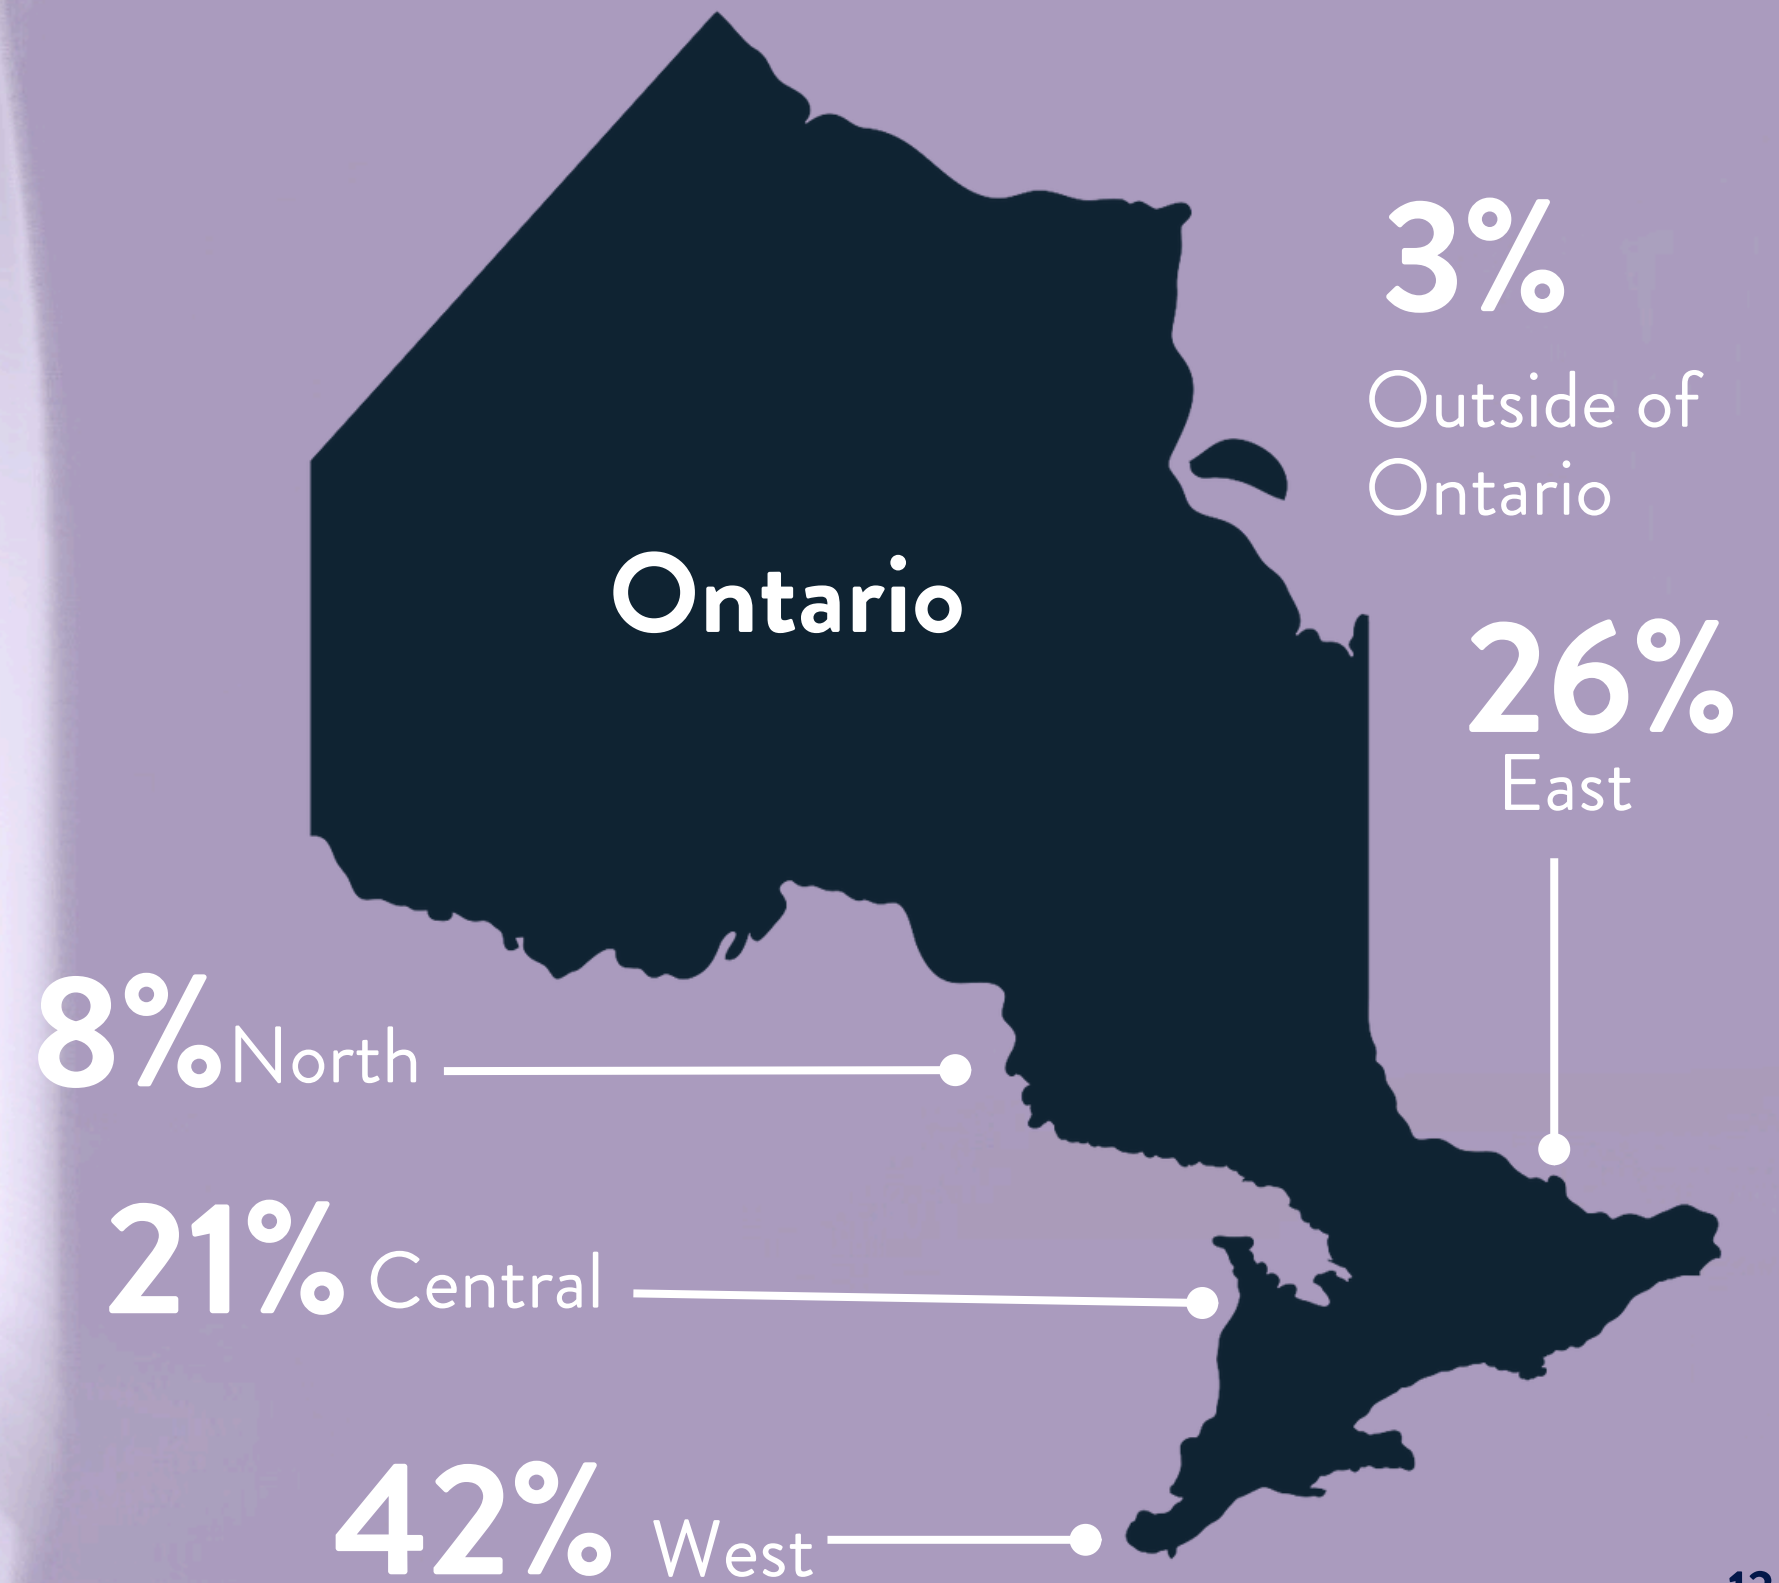 3%
Outside of
Ontario
Ontario
26%
East
8% North
21% Central
42% West